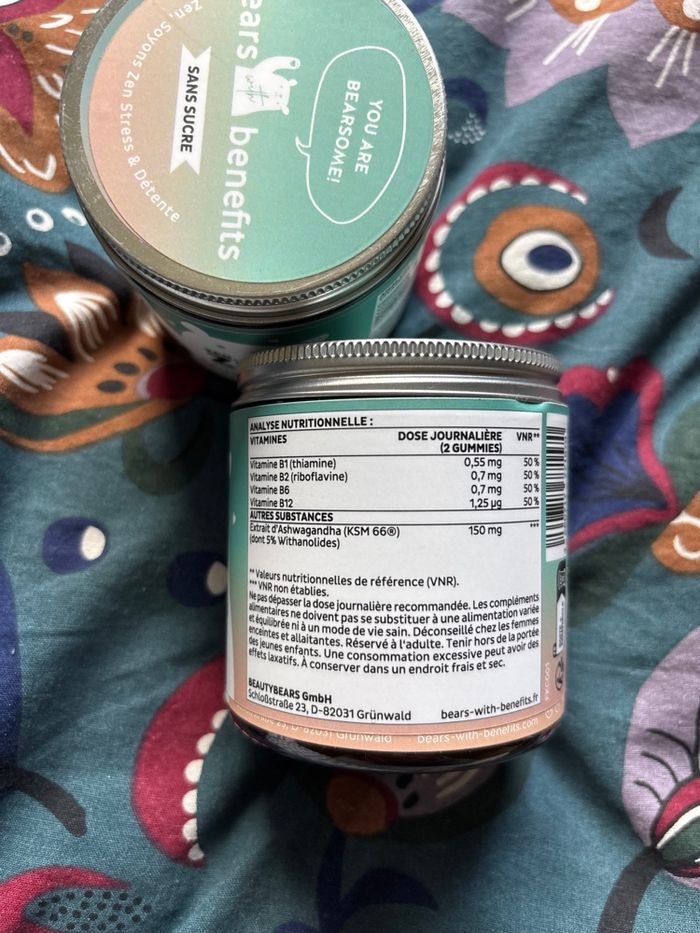 YOU ARE
BEARSOME!
ears
with
benefits
SANS SUCRE
Zen, Soyons Zen Stress & Détente
ANALYSE NUTRITIONNELLE :
VITAMINES DOSE JOURNALIÈRE VNR**
(2 GUMMIES)
Vitamine B1 (thiamine) 0,55 mg 50 %
Vitamine B2 (riboflavine) 0,7 mg 50 %
Vitamine B6 0,7 mg 50 %
Vitamine B12 1,25 µg 50 %
AUTRES SUBSTANCES
Extrait d'Ashwagandha (KSM 66®) 150 mg ***
(dont 5% Withanolides)
** Valeurs nutritionnelles de référence (VNR).
*** VNR non établies.
Ne pas dépasser la dose journalière recommandée. Les compléments
alimentaires ne doivent pas se substituer à une alimentation variée
et équilibrée ni à un mode de vie sain. Déconseillé chez les femmes
enceintes et allaitantes. Réservé à l'adulte. Tenir hors de la portée
des jeunes enfants. Une consommation excessive peut avoir des
effets laxatifs. À conserver dans un endroit frais et sec.
BEAUTYBEARS GmbH
Schloßstraße 23, D-82031 Grünwald bears-with-benefits.fr
23, D-82031 Grünwald bears-with-benefits.com